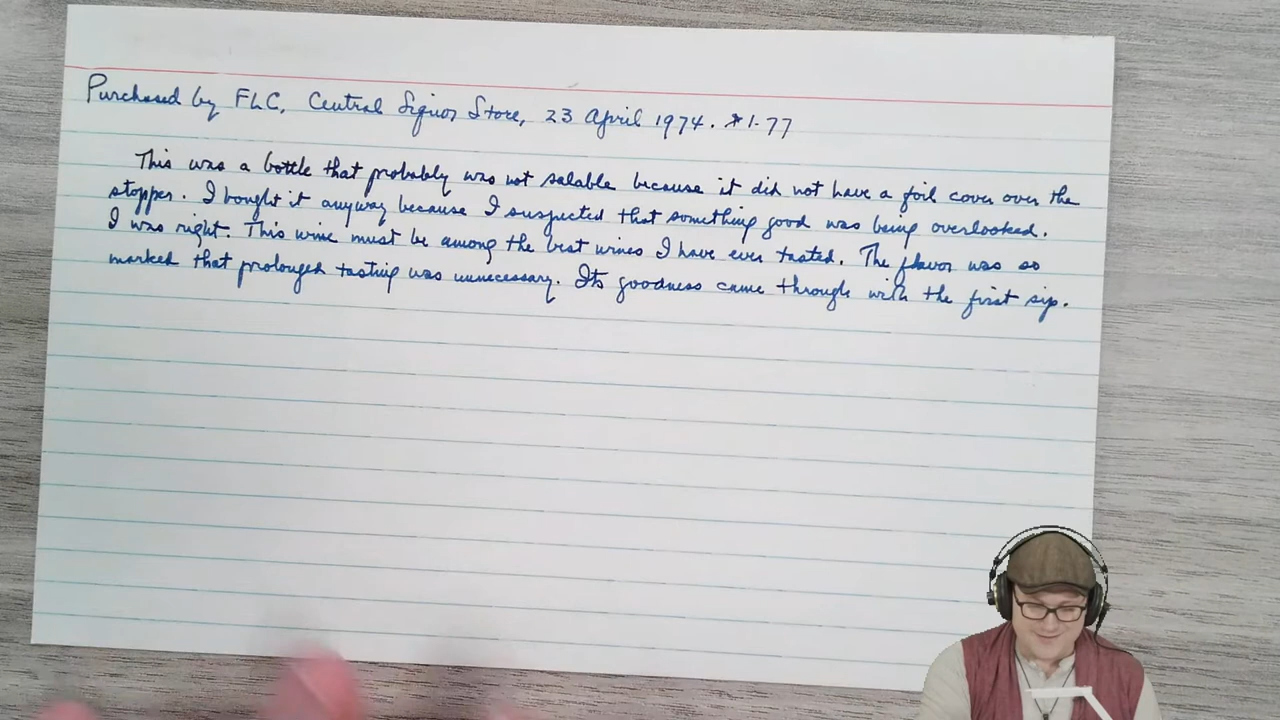 Purchased by FLC, Central Liquor Store, 23 April 1974. $1.77
This was a bottle that probably was not salable because it did not have a foil cover over the
stopper. I bought it anyway because I suspected that something good was being overlooked.
I was right. This wine must be among the best wines I have ever tasted. The flavor was so
marked that prolonged tasting was unnecessary. Its goodness came through with the first sip.